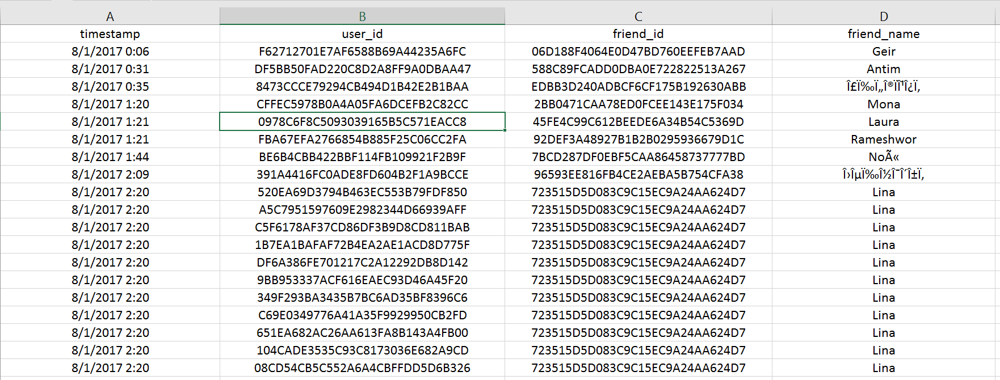 A B C D
timestamp user_id friend_id friend_name
8/1/2017 0:06 F62712701E7AF6588B69A44235A6FC 06D188F4064E0D47BD760EEFEB7AAD Geir
8/1/2017 0:31 DF5BB50FAD220C8D2A8FF9A0DBAA47 588C89FCADD0DBA0E722822513A267 Antim
8/1/2017 0:35 8473CCCE79294CB494D1B42E2B1BAA EDBB3D240ADBCF6CF175B192630ABB
8/1/2017 1:20 CFFEC5978B0A4A05FA6DCEFB2C82CC 2BB0471CAA78ED0FCEE143E175F034 Mona
8/1/2017 1:21 0978C6F8C5093039165B5C571EACC8 45FE4C99C612BEEDE6A34B54C5369D Laura
8/1/2017 1:21 FBA67EFA2766854B885F25C06CC2FA 92DEF3A48927B1B2B0295936679D1C Rameshwor
8/1/2017 1:44 BE6B4CBB422BBF114FB109921F2B9F 7BCD287DF0EBF5CAA86458737777BD NoÃ«
8/1/2017 2:09 391A4416FC0ADE8FD604B2F1A9BCCE 96593EE816FB4CE2AEBA5B754CFA38
8/1/2017 2:20 520EA69D3794B463EC553B79FDF850 723515D5D083C9C15EC9A24AA624D7 Lina
8/1/2017 2:20 A5C7951597609E2982344D66939AFF 723515D5D083C9C15EC9A24AA624D7 Lina
8/1/2017 2:20 C5F6178AF37CD86DF3B9D8CD811BAB 723515D5D083C9C15EC9A24AA624D7 Lina
8/1/2017 2:20 1B7EA1BAFAF72B4EA2AE1ACD8D775F 723515D5D083C9C15EC9A24AA624D7 Lina
8/1/2017 2:20 DF6A386FE701217C2A12292DB8D142 723515D5D083C9C15EC9A24AA624D7 Lina
8/1/2017 2:20 9BB953337ACF616EAEC93D46A45F20 723515D5D083C9C15EC9A24AA624D7 Lina
8/1/2017 2:20 349F293BA3435B7BC6AD35BF8396C6 723515D5D083C9C15EC9A24AA624D7 Lina
8/1/2017 2:20 C69E0349776A41A35F9929950CB2FD 723515D5D083C9C15EC9A24AA624D7 Lina
8/1/2017 2:20 651EA682AC26AA613FA8B143A4FB00 723515D5D083C9C15EC9A24AA624D7 Lina
8/1/2017 2:20 104CADE3535C93C8173036E682A9CD 723515D5D083C9C15EC9A24AA624D7 Lina
8/1/2017 2:20 08CD54CB5C552A6A4CBFFDD5D6B326 723515D5D083C9C15EC9A24AA624D7 Lina